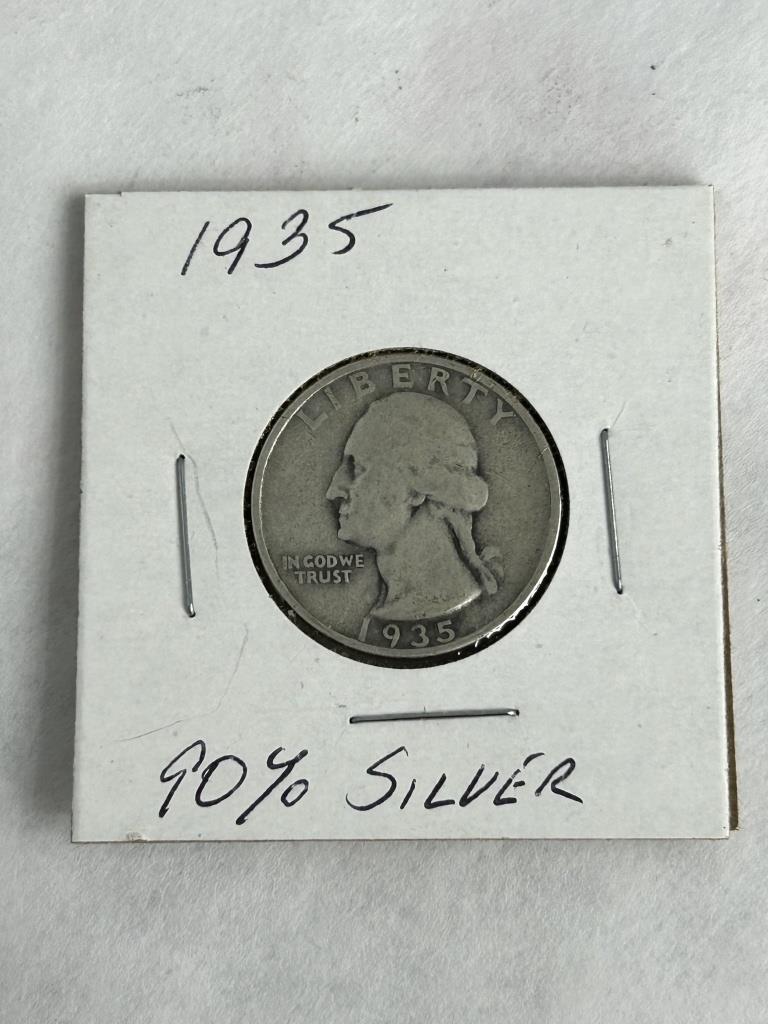 1935
LIBERTY
IN GOD WE
TRUST
1935
90% SILVER